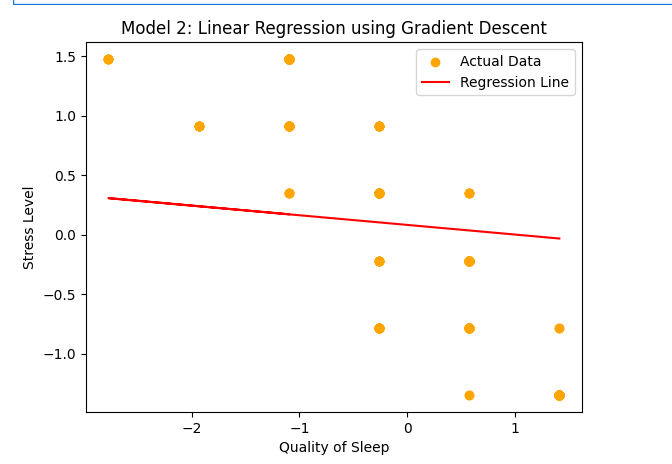 Model 2: Linear Regression using Gradient Descent
Actual Data
Regression Line
1.5
1.0
0.5
0.0
−0.5
−1.0
Stress Level
−2
−1
0
1
Quality of Sleep